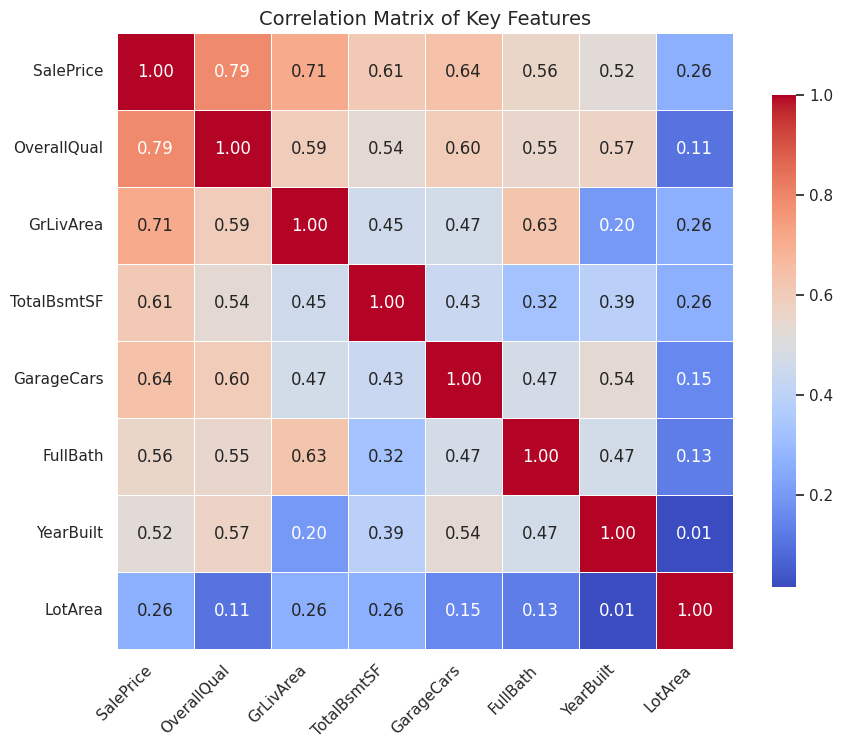 Correlation Matrix of Key Features
SalePrice 1.00 0.79 0.71 0.61 0.64 0.56 0.52 0.26
OverallQual 0.79 1.00 0.59 0.54 0.60 0.55 0.57 0.11
GrLivArea 0.71 0.59 1.00 0.45 0.47 0.63 0.20 0.26
TotalBsmtSF 0.61 0.54 0.45 1.00 0.43 0.32 0.39 0.26
GarageCars 0.64 0.60 0.47 0.43 1.00 0.47 0.54 0.15
FullBath 0.56 0.55 0.63 0.32 0.47 1.00 0.47 0.13
YearBuilt 0.52 0.57 0.20 0.39 0.54 0.47 1.00 0.01
LotArea 0.26 0.11 0.26 0.26 0.15 0.13 0.01 1.00
SalePrice OverallQual GrLivArea TotalBsmtSF GarageCars FullBath YearBuilt LotArea
1.0
0.8
0.6
0.4
0.2